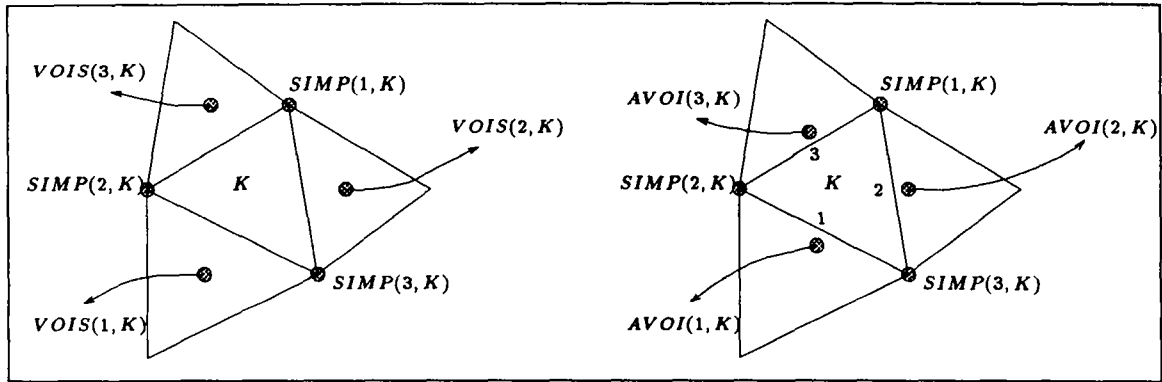 VOIS(3, K)
SIMP(1, K)
VOIS(2, K)
SIMP(2, K)
K
SIMP(3, K)
VOIS(1, K)
AVOI(3, K)
SIMP(1, K)
AVOI(2, K)
3
SIMP(2, K)
K
2
1
SIMP(3, K)
AVOI(1, K)